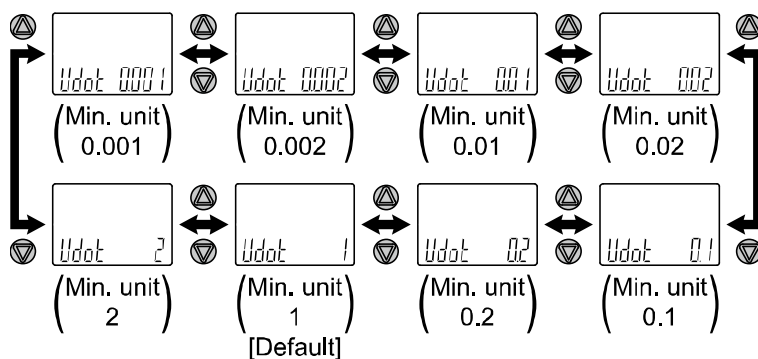 Udot 0.001
Udot 0.002
Udot 0.01
Udot 0.02
(Min. unit 0.001)
(Min. unit 0.002)
(Min. unit 0.01)
(Min. unit 0.02)
Udot 2
Udot 1
Udot 0.2
Udot 0.1
(Min. unit 2)
(Min. unit 1)
(Min. unit 0.2)
(Min. unit 0.1)
[Default]